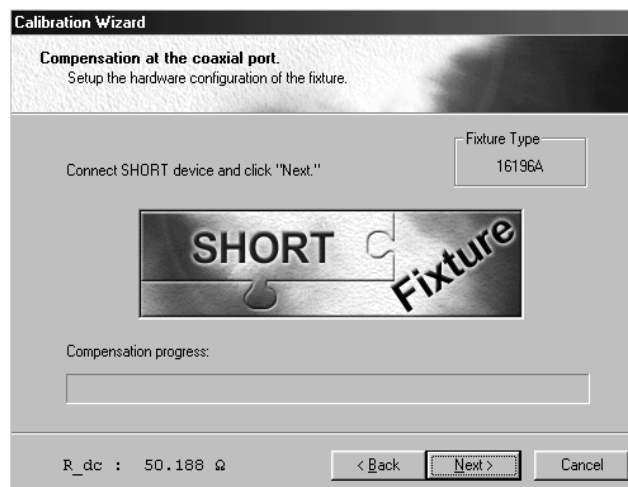 Calibration Wizard
Compensation at the coaxial port.
Setup the hardware configuration of the fixture.
Fixture Type
16196A
Connect SHORT device and click "Next."
SHORT
Fixture
Compensation progress:
R_dc : 50.188 Ω
< Back
Next >
Cancel